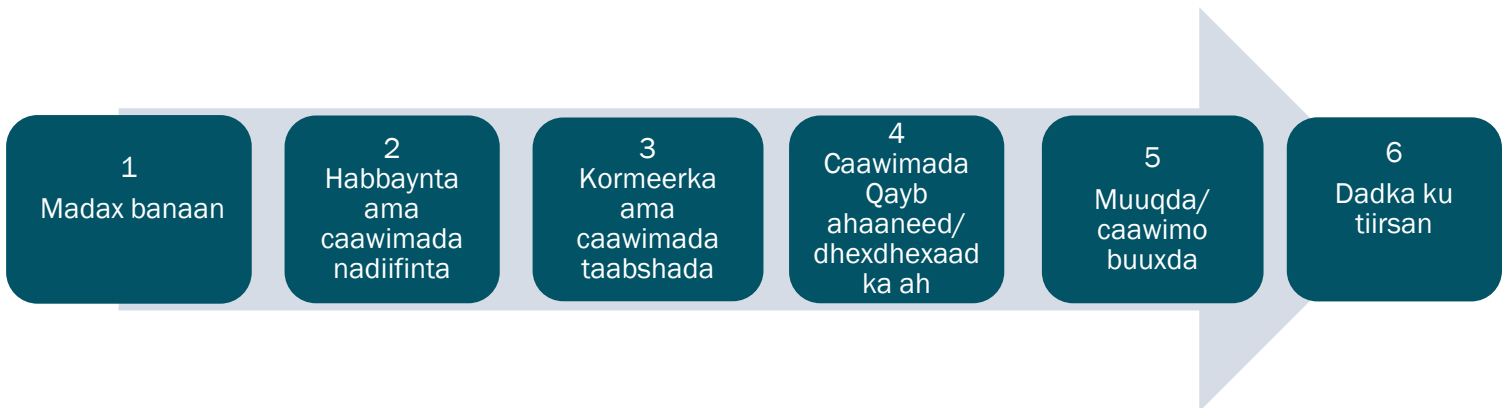 1
Madax banaan
2
Habbaynta
ama
caawimada
nadiifinta
3
Kormeerka
ama
caawimada
taabshada
4
Caawimada
Qayb
ahaaneed/
dhexdhexaad
ka ah
5
Muuqda/
caawimo
buuxda
6
Dadka ku
tiirsan